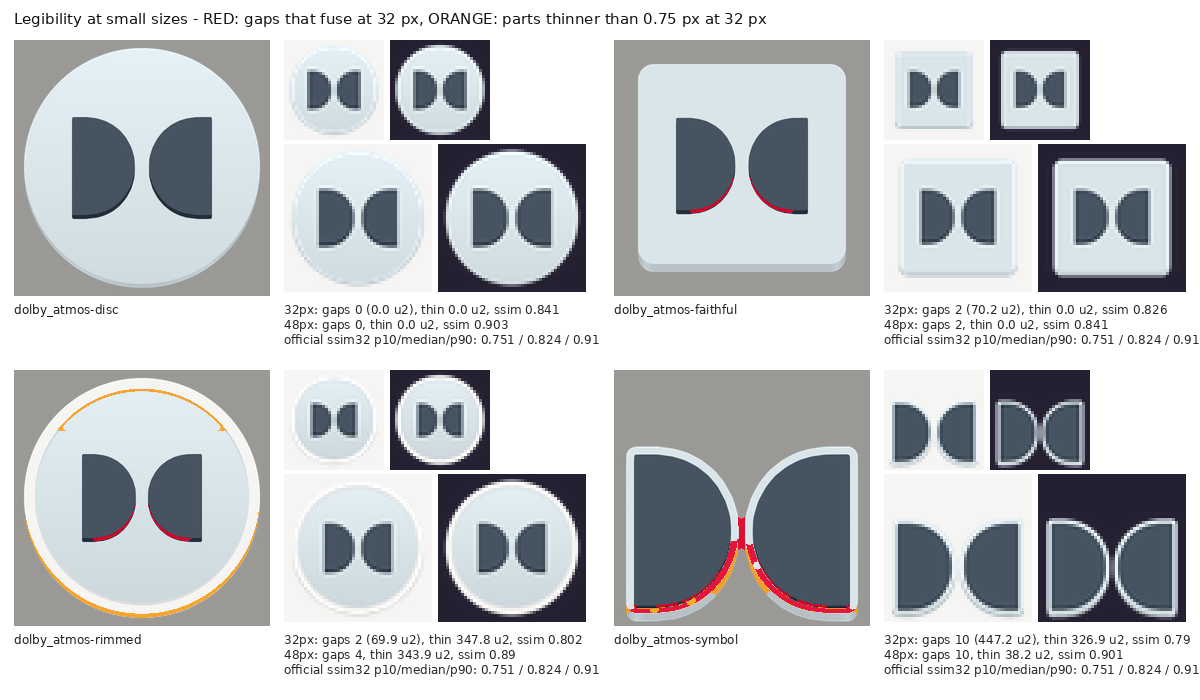 Legibility at small sizes - RED: gaps that fuse at 32 px, ORANGE: parts thinner than 0.75 px at 32 px
dolby_atmos-disc
32px: gaps 0 (0.0 u2), thin 0.0 u2, ssim 0.841
48px: gaps 0, thin 0.0 u2, ssim 0.903
official ssim32 p10/median/p90: 0.751 / 0.824 / 0.91
dolby_atmos-faithful
32px: gaps 2 (70.2 u2), thin 0.0 u2, ssim 0.826
48px: gaps 2, thin 0.0 u2, ssim 0.841
official ssim32 p10/median/p90: 0.751 / 0.824 / 0.91
dolby_atmos-rimmed
32px: gaps 2 (69.9 u2), thin 347.8 u2, ssim 0.802
48px: gaps 4, thin 343.9 u2, ssim 0.89
official ssim32 p10/median/p90: 0.751 / 0.824 / 0.91
dolby_atmos-symbol
32px: gaps 10 (447.2 u2), thin 326.9 u2, ssim 0.79
48px: gaps 10, thin 38.2 u2, ssim 0.901
official ssim32 p10/median/p90: 0.751 / 0.824 / 0.91